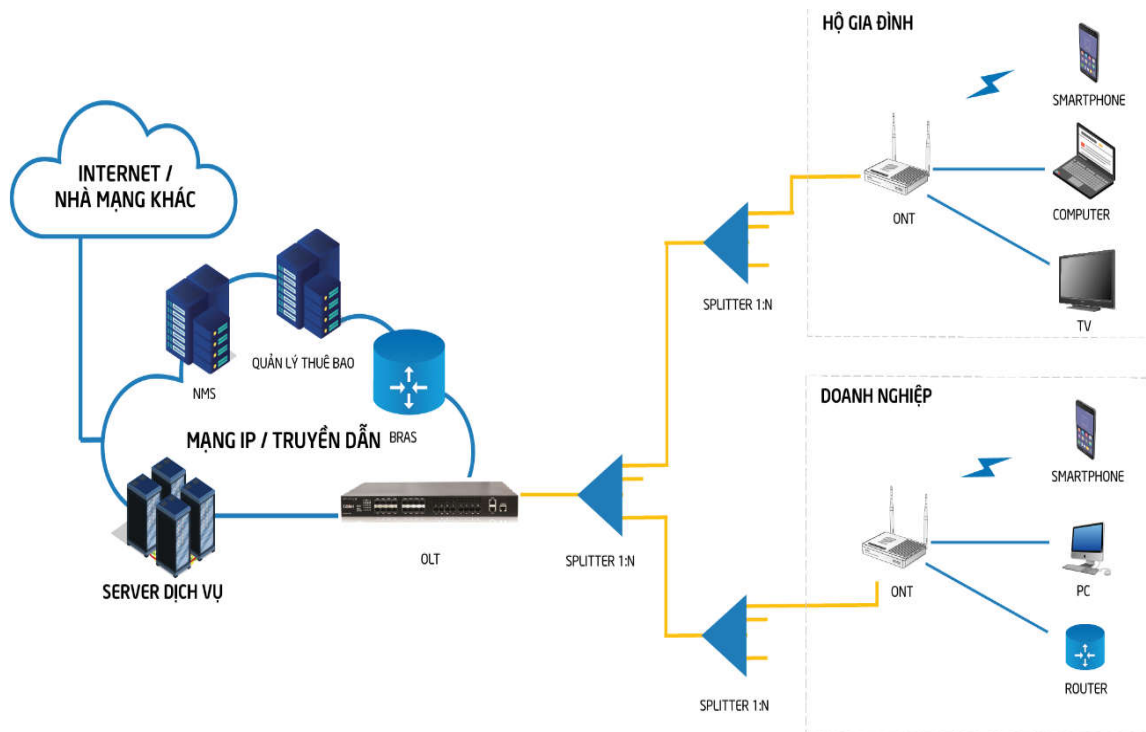 HỘ GIA ĐÌNH
SMARTPHONE
INTERNET /
NHÀ MẠNG KHÁC
ONT
COMPUTER
SPLITTER 1:N
TV
QUẢN LÝ THUÊ BAO
NMS
DOANH NGHIỆP
MẠNG IP / TRUYỀN DẪN
BRAS
SMARTPHONE
OLT
SPLITTER 1:N
SERVER DỊCH VỤ
ONT
PC
ROUTER
SPLITTER 1:N